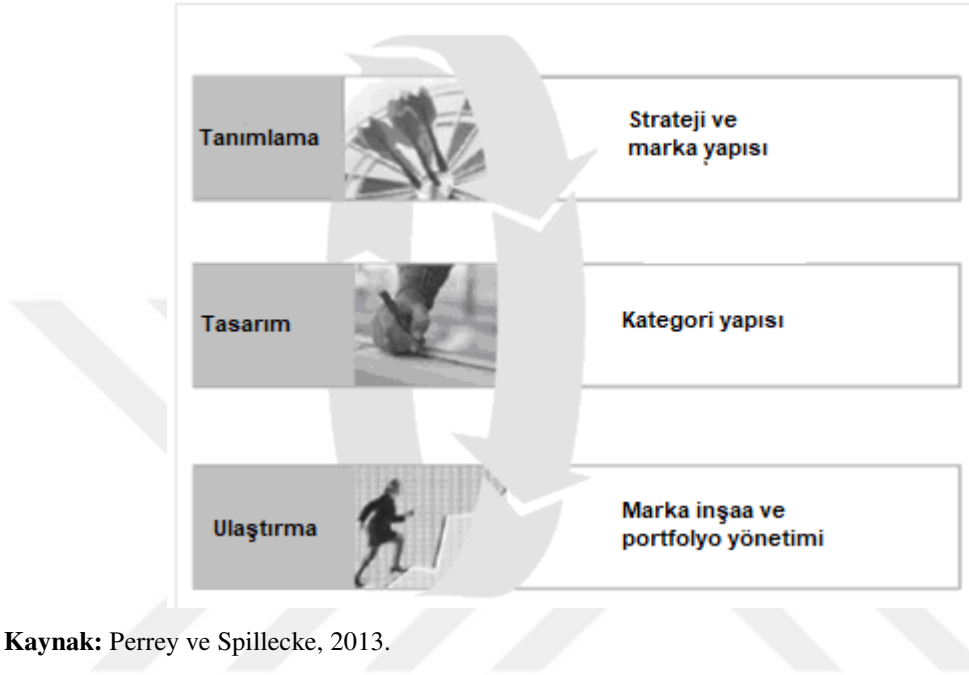 Tanımlama
Strateji ve
marka yapısı
Tasarım
Kategori yapısı
Ulaştırma
Marka inşaa ve
portfolyo yönetimi
Kaynak: Perrey ve Spillecke, 2013.